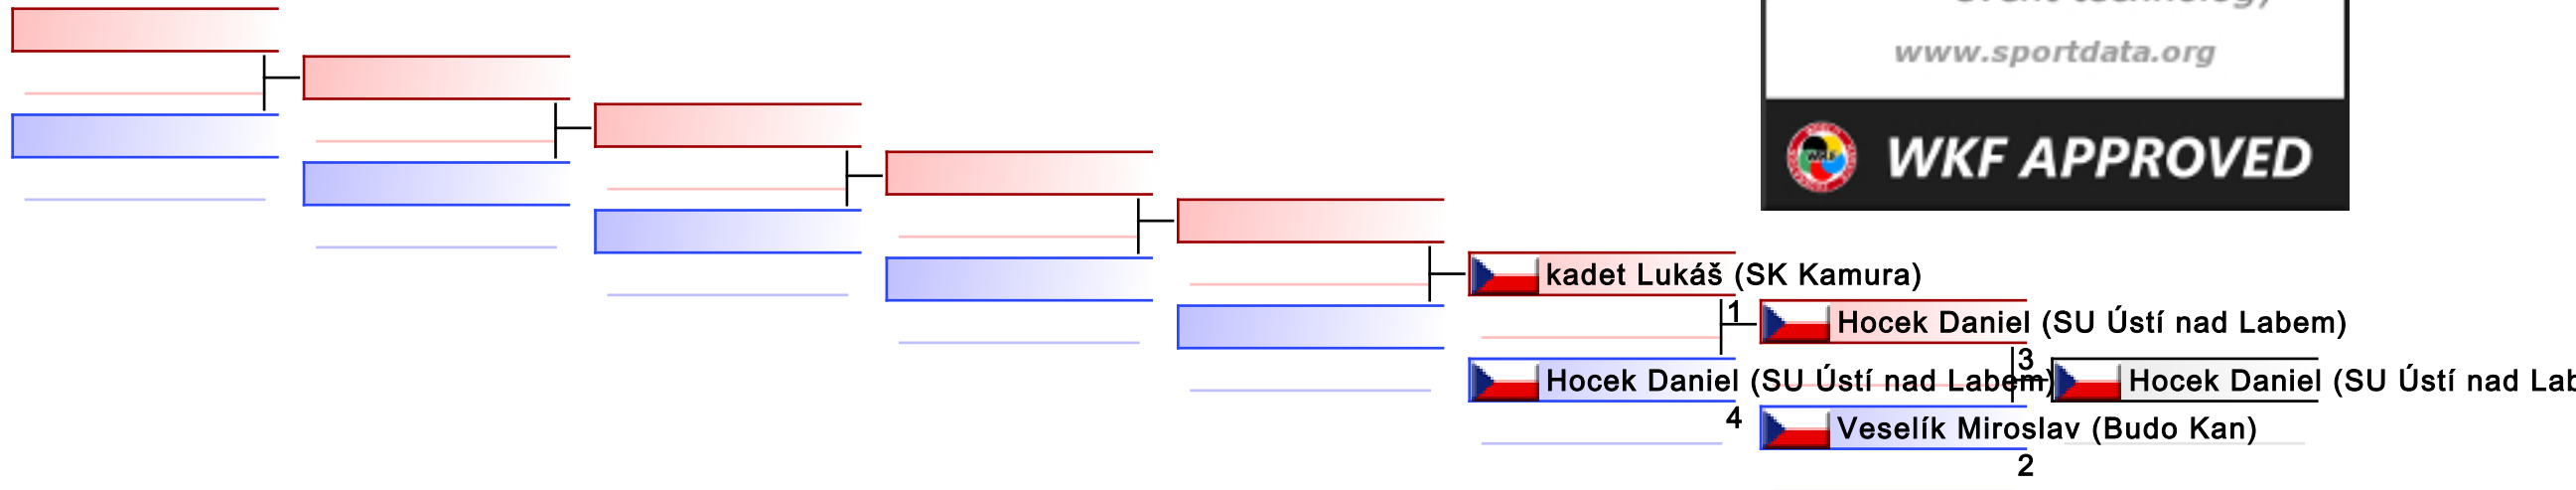 www.sportdata.org
WKF APPROVED
kadet Lukáš (SK Kamura)
1
Hocek Daniel (SU Ústí nad Labem)
3
Hocek Daniel (SU Ústí nad Labem)
Hocek Daniel (SU Ústí nad Lab
4
Veselík Miroslav (Budo Kan)
2